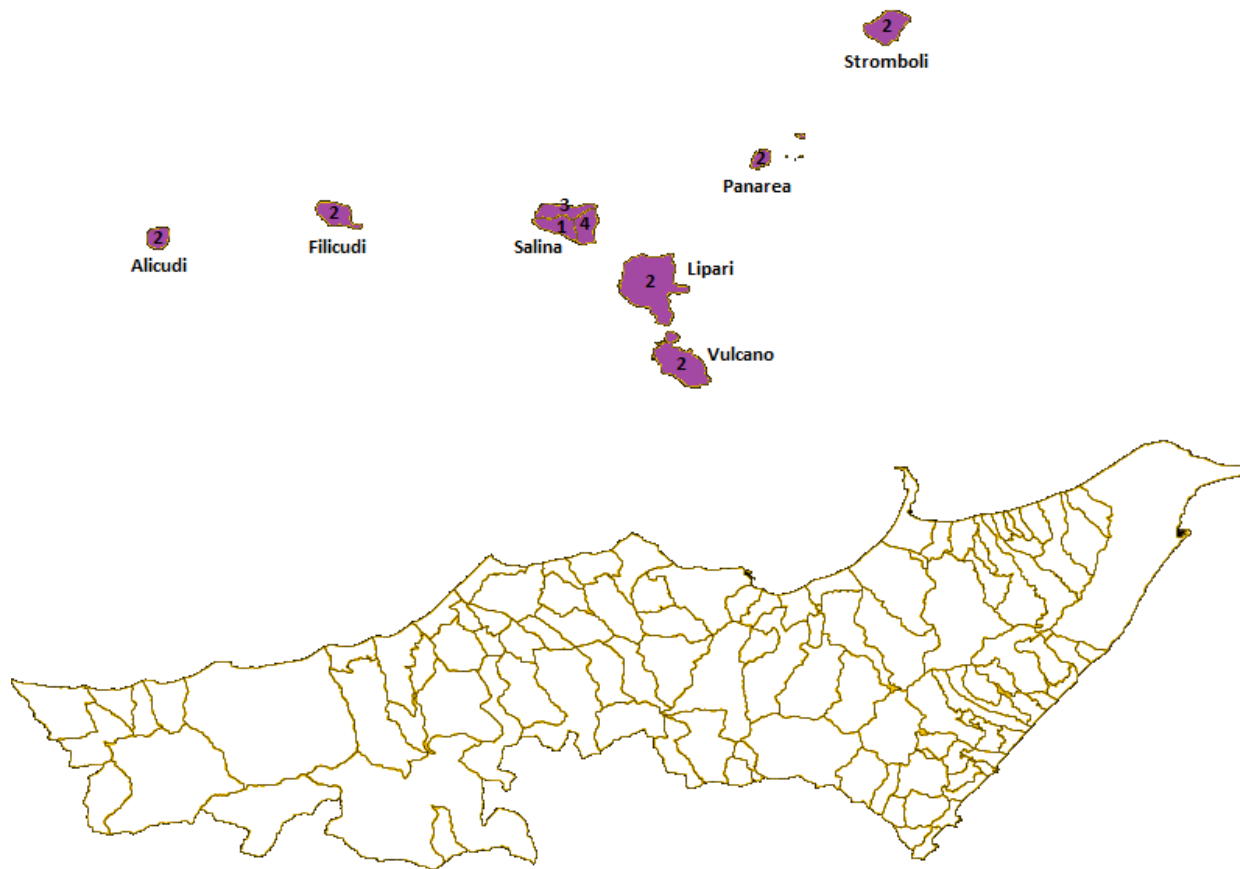 2
Stromboli
2
Panarea
2
Filicudi
2
Alicudi
3
1 4
Salina
2 Lipari
2 Vulcano